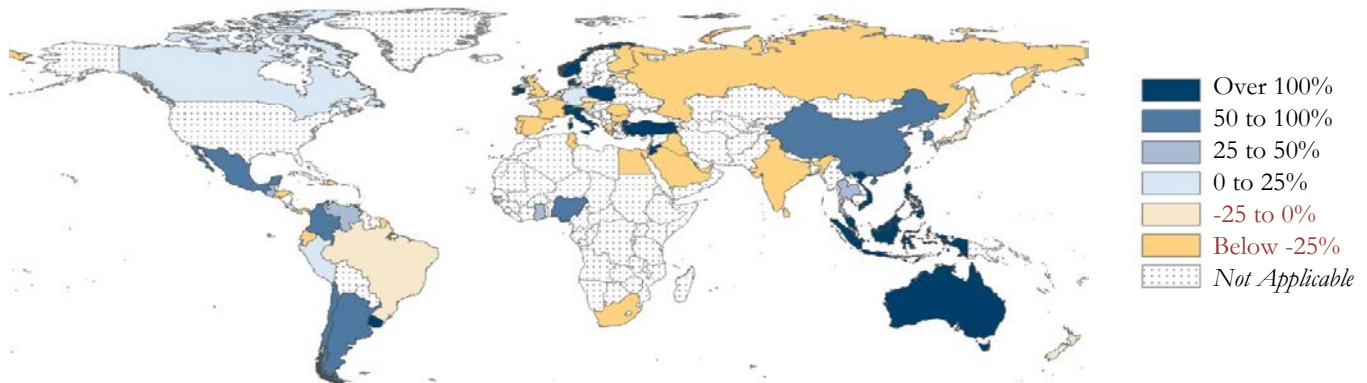 Over 100%
50 to 100%
25 to 50%
0 to 25%
-25 to 0%
Below -25%
Not Applicable